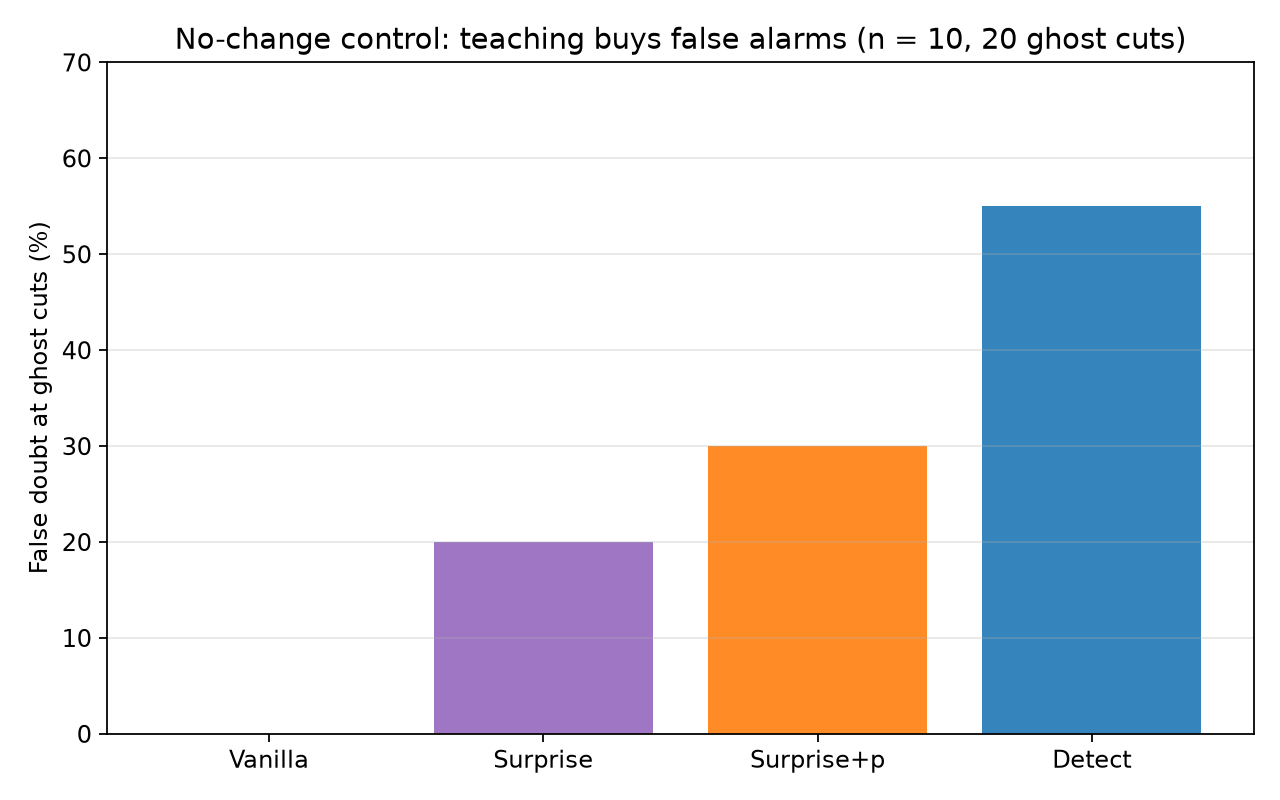 No-change control: teaching buys false alarms (n = 10, 20 ghost cuts)
False doubt at ghost cuts (%)
70
60
50
40
30
20
10
0
Vanilla Surprise Surprise+p Detect